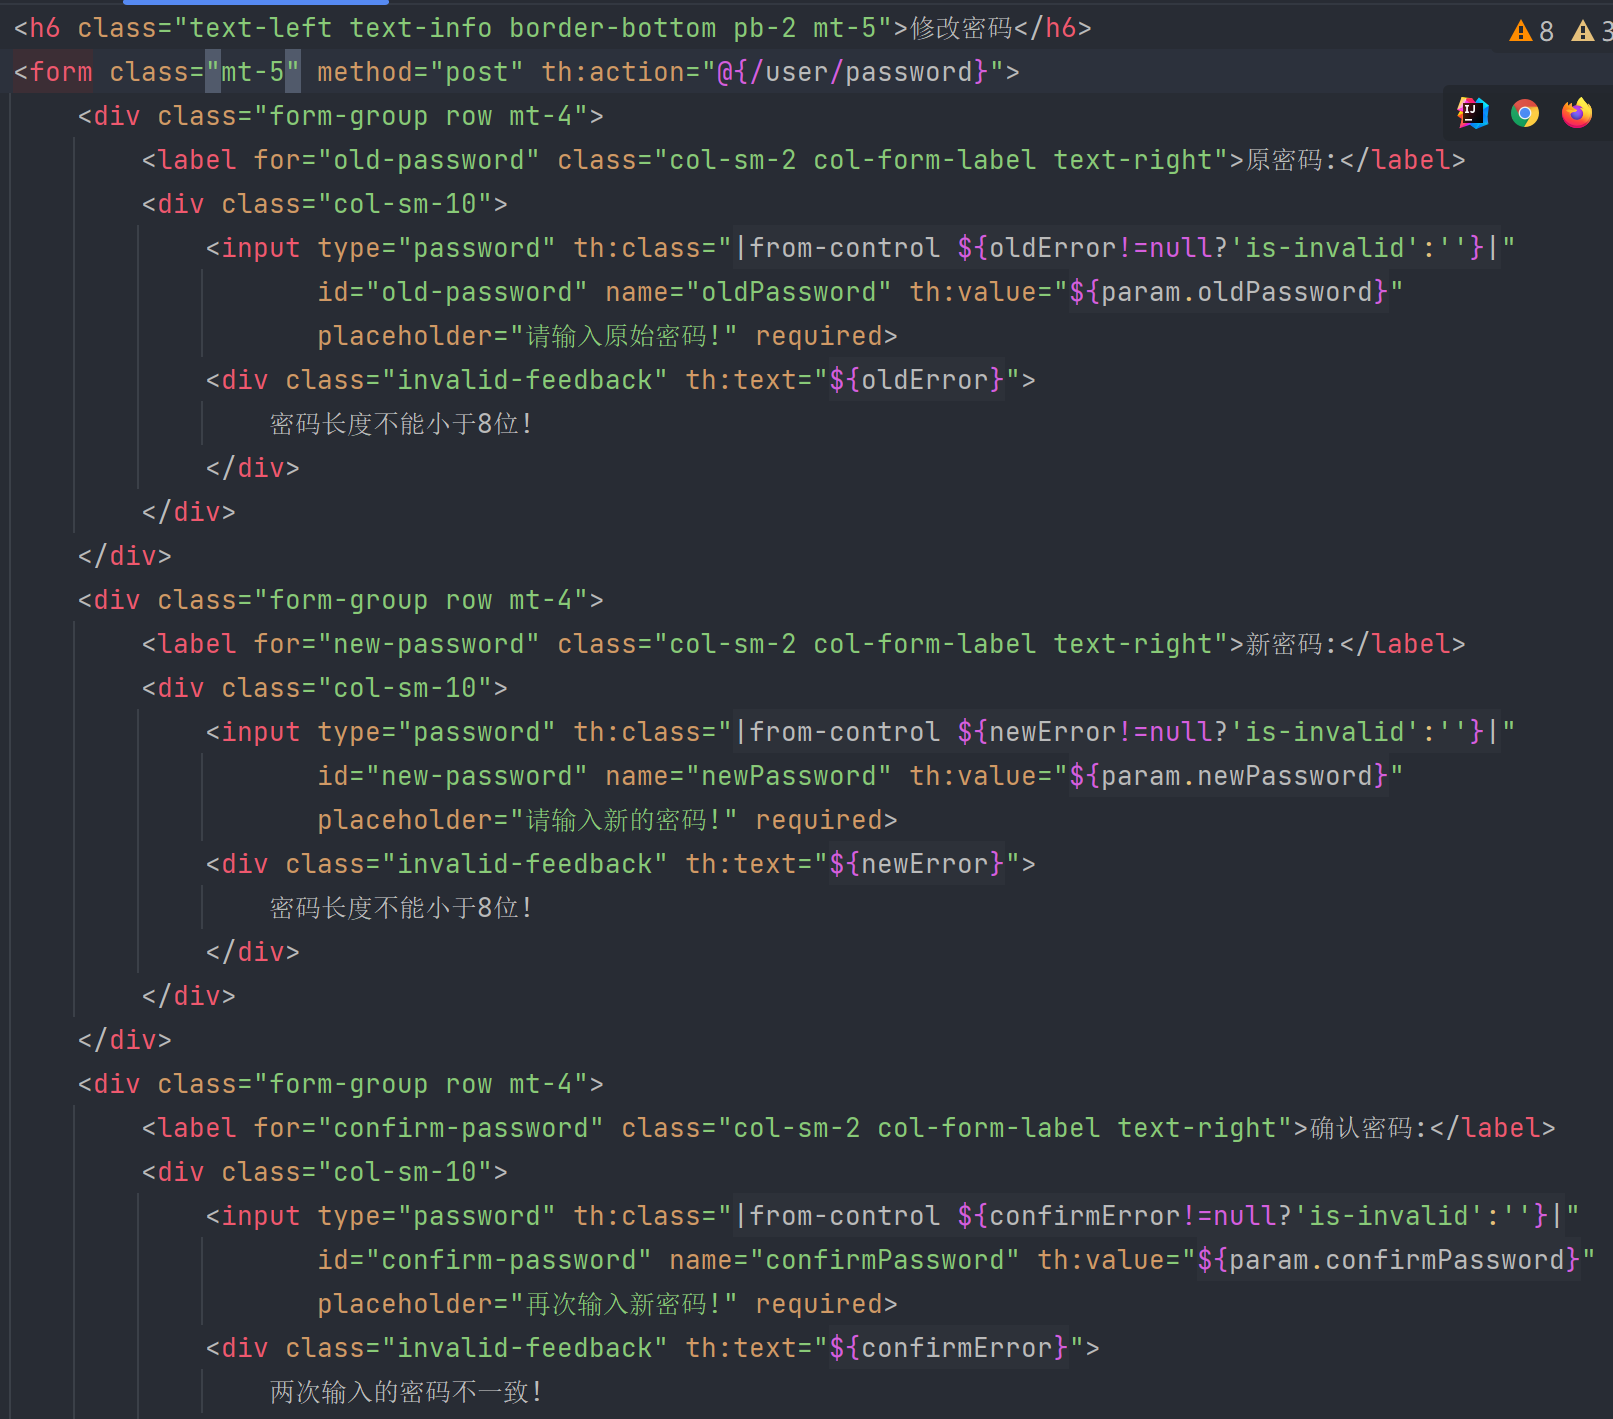 <h6 class="text-left text-info border-bottom pb-2 mt-5">修改密码</h6>
8 3
<form class="mt-5" method="post" th:action="@{/user/password}">
<div class="form-group row mt-4">
<label for="old-password" class="col-sm-2 col-form-label text-right">原密码:</label>
<div class="col-sm-10">
<input type="password" th:class="|from-control ${oldError!=null?'is-invalid':''}|"
id="old-password" name="oldPassword" th:value="${param.oldPassword}"
placeholder="请输入原始密码!" required>
<div class="invalid-feedback" th:text="${oldError}">
密码长度不能小于8位!
</div>
</div>
</div>
<div class="form-group row mt-4">
<label for="new-password" class="col-sm-2 col-form-label text-right">新密码:</label>
<div class="col-sm-10">
<input type="password" th:class="|from-control ${newError!=null?'is-invalid':''}|"
id="new-password" name="newPassword" th:value="${param.newPassword}"
placeholder="请输入新的密码!" required>
<div class="invalid-feedback" th:text="${newError}">
密码长度不能小于8位!
</div>
</div>
</div>
<div class="form-group row mt-4">
<label for="confirm-password" class="col-sm-2 col-form-label text-right">确认密码:</label>
<div class="col-sm-10">
<input type="password" th:class="|from-control ${confirmError!=null?'is-invalid':''}|"
id="confirm-password" name="confirmPassword" th:value="${param.confirmPassword}"
placeholder="再次输入新密码!" required>
<div class="invalid-feedback" th:text="${confirmError}">
两次输入的密码不一致!